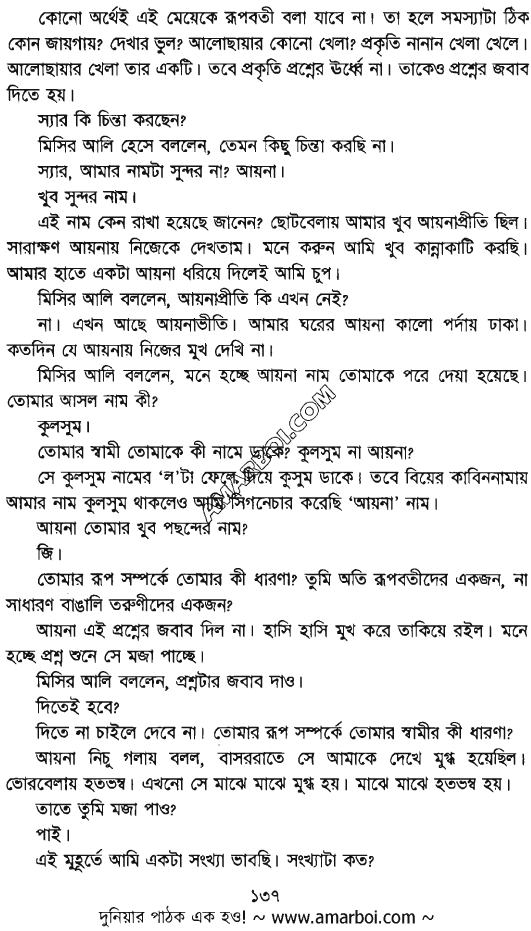 কোনো অর্থেই এই মেয়েকে রূপবতী বলা যাবে না। তা হলে সমস্যাটা ঠিক
কোন জায়গায়? দেখার ভুল? আলোছায়ার কোনো খেলা? প্রকৃতি নানান খেলা খেলে।
আলোছায়ার খেলা তার একটি। তবে প্রকৃতি প্রশ্নের ঊর্ধ্বে না। তাকেও প্রশ্নের জবাব
দিতে হয়।
স্যার কি চিন্তা করছেন?
মিসির আলি হেসে বললেন, তেমন কিছু চিন্তা করছি না।
স্যার, আমার নামটা সুন্দর না? আয়না।
খুব সুন্দর নাম।
এই নাম কেন রাখা হয়েছে জানেন? ছোটবেলায় আমার খুব আয়নাপ্রীতি ছিল।
সারাক্ষণ আয়নায় নিজেকে দেখতাম। মনে করুন আমি খুব কান্নাকাটি করছি।
আমার হাতে একটা আয়না ধরিয়ে দিলেই আমি চুপ।
মিসির আলি বললেন, আয়নাপ্রীতি কি এখন নেই?
না। এখন আছে আয়নাভীতি। আমার ঘরের আয়না কালো পর্দায় ঢাকা।
কতদিন যে আয়নায় নিজের মুখ দেখি না।
মিসির আলি বললেন, মনে হচ্ছে আয়না নাম তোমাকে পরে দেয়া হয়েছে।
তোমার আসল নাম কী?
কুলসুম।
তোমার স্বামী তোমাকে কী নামে ডাকে? কুলসুম না আয়না?
সে কুলসুম নামের ‘ল’টা ফেলে দিয়ে কুসুম ডাকে। তবে বিয়ের কাবিননামায়
আমার নাম কুলসুম থাকলেও আমি সিগনেচার করেছি ‘আয়না’ নাম।
আয়না তোমার খুব পছন্দের নাম?
জি।
তোমার রূপ সম্পর্কে তোমার কী ধারণা? তুমি অতি রূপবতীদের একজন, না
সাধারণ বাঙালি তরুণীদের একজন?
আয়না এই প্রশ্নের জবাব দিল না। হাসি হাসি মুখ করে তাকিয়ে রইল। মনে
হচ্ছে প্রশ্ন শুনে সে মজা পাচ্ছে।
মিসির আলি বললেন, প্রশ্নটার জবাব দাও।
দিতেই হবে?
দিতে না চাইলে দেবে না। তোমার রূপ সম্পর্কে তোমার স্বামীর কী ধারণা?
আয়না নিচু গলায় বলল, বাসররাতে সে আমাকে দেখে মুগ্ধ হয়েছিল।
ভোরবেলায় হতভম্ব। এখনো সে মাঝে মাঝে মুগ্ধ হয়। মাঝে মাঝে হতভম্ব হয়।
তাতে তুমি মজা পাও?
পাই।
এই মুহূর্তে আমি একটা সংখ্যা ভাবছি। সংখ্যাটা কত?
১৩৭
দুনিয়ার পাঠক এক হও! ~ www.amarboi.com ~
AMARBOI.COM